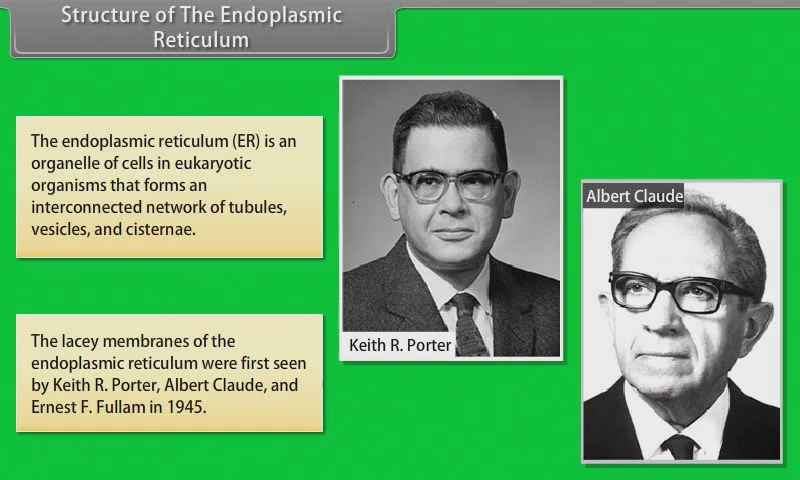 Structure of The Endoplasmic
Reticulum
The endoplasmic reticulum (ER) is an
organelle of cells in eukaryotic
organisms that forms an
interconnected network of tubules,
vesicles, and cisternae.
The lacey membranes of the
endoplasmic reticulum were first seen
by Keith R. Porter, Albert Claude, and
Ernest F. Fullam in 1945.
Keith R. Porter
Albert Claude